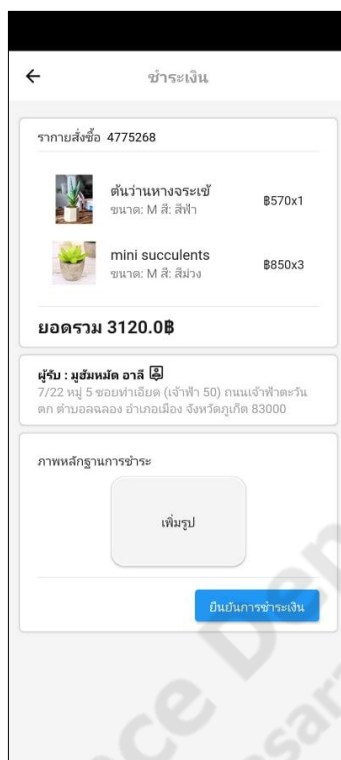 ชำระเงิน
รากายสั่งซื้อ 4775268
ต้นว่านหางจระเข้
ขนาด: M สี: สีฟ้า
฿570x1
mini succulents
ขนาด: M สี: สีม่วง
฿850x3
ยอดรวม 3120.0฿
ผู้รับ : มูฮัมหมัด อาลี
7/22 หมู่ 5 ซอยท่าเอียด (เจ้าฟ้า 50) ถนนเจ้าฟ้าตะวัน
ตก ตำบอลฉลอง อำเภอเมือง จังหวัดภูเก็ต 83000
ภาพหลักฐานการชำระ
เพิ่มรูป
ยืนยันการชำระเงิน